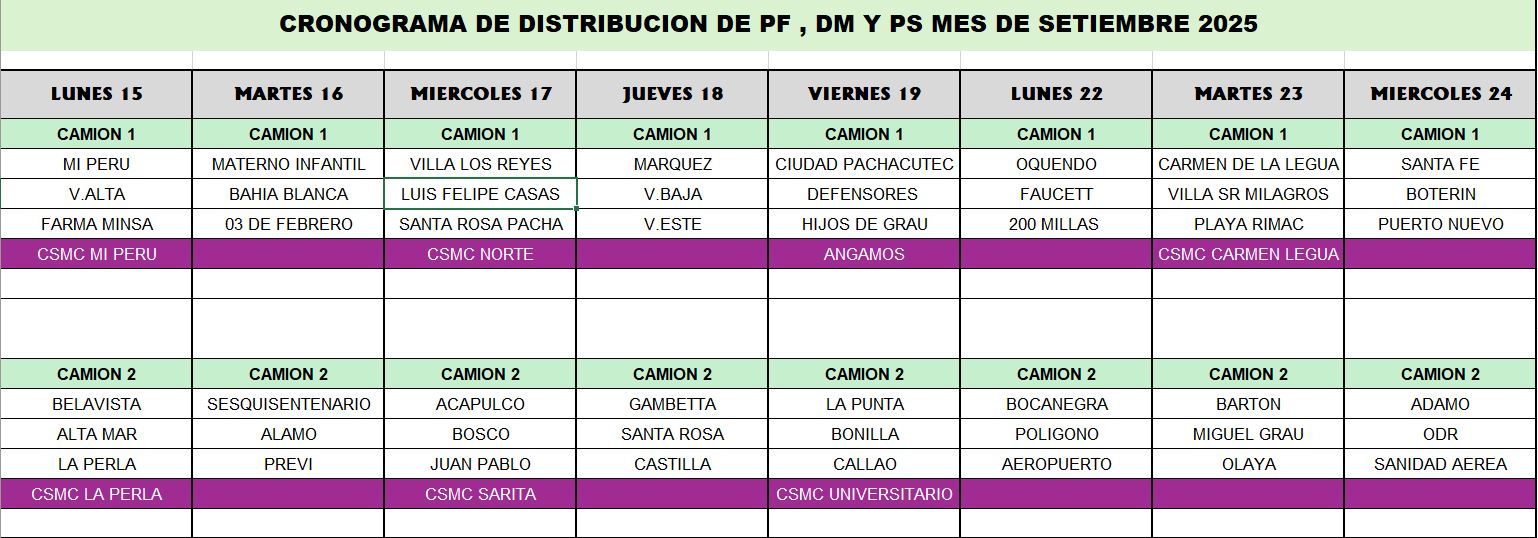 CRONOGRAMA DE DISTRIBUCION DE PF , DM Y PS MES DE SETIEMBRE 2025
LUNES 15 MARTES 16 MIERCOLES 17 JUEVES 18 VIERNES 19 LUNES 22 MARTES 23 MIERCOLES 24
CAMION 1 CAMION 1 CAMION 1 CAMION 1 CAMION 1 CAMION 1 CAMION 1 CAMION 1
MI PERU MATERNO INFANTIL VILLA LOS REYES MARQUEZ CIUDAD PACHACUTEC OQUENDO CARMEN DE LA LEGUA SANTA FE
V.ALTA BAHIA BLANCA LUIS FELIPE CASAS V.BAJA DEFENSORES FAUCETT VILLA SR MILAGROS BOTERIN
FARMA MINSA 03 DE FEBRERO SANTA ROSA PACHA V.ESTE HIJOS DE GRAU 200 MILLAS PLAYA RIMAC PUERTO NUEVO
CSMC MI PERU CSMC NORTE ANGAMOS CSMC CARMEN LEGUA
CAMION 2 CAMION 2 CAMION 2 CAMION 2 CAMION 2 CAMION 2 CAMION 2 CAMION 2
BELAVISTA SESQUISENTENARIO ACAPULCO GAMBETTA LA PUNTA BOCANEGRA BARTON ADAMO
ALTA MAR ALAMO BOSCO SANTA ROSA BONILLA POLIGONO MIGUEL GRAU ODR
LA PERLA PREVI JUAN PABLO CASTILLA CALLAO AEROPUERTO OLAYA SANIDAD AEREA
CSMC LA PERLA CSMC SARITA CSMC UNIVERSITARIO